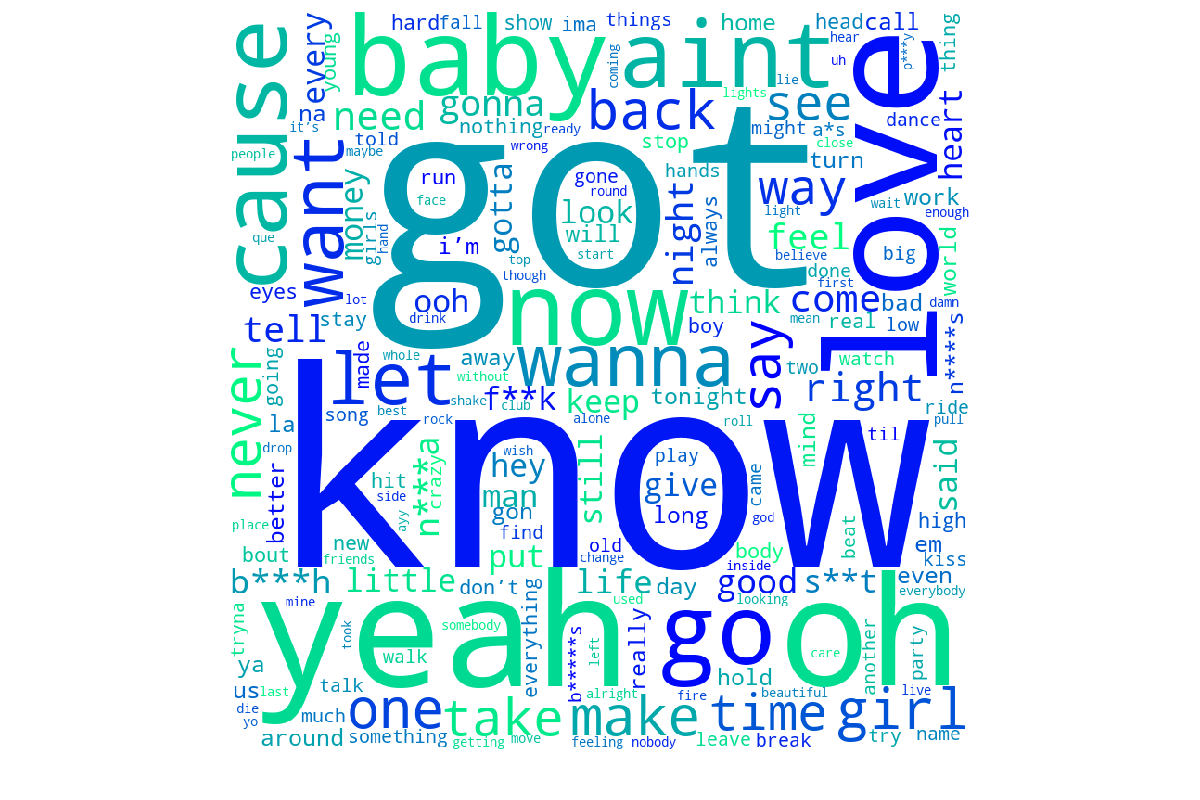 hard fall show ima things home head call thing
cause every young baby coming aint hear uh p***y love
na need gonna back lie lights see
it's told nothing ready wrong stop might a*s close dance heart
people want maybe got hands turn
money run gone round night way
girls face gotta look always light wait work enough
que hand i'm will start feel big world
top though believe done first
eyes lot ooh now think come bad damn
tell stay drink boy say mean real low n****s
never going made whole let away wanna two watch
without f**k keep tonight right ride
la song best shake club rock alone roll pull
drop know til
better hit side crazya n***a hey wish still play mind said
man give came
place ayy gon find long god beat high
bout new friends put old change body inside em kiss
b***h little don't life day good s**t even everybody
mine yeah used looking go oh
tryna took somebody everything b*****s left really care another party
ya walk hold
us last talk alright fire beautiful live
die yo much one take make time girl
around something getting move feeling nobody leave break try name